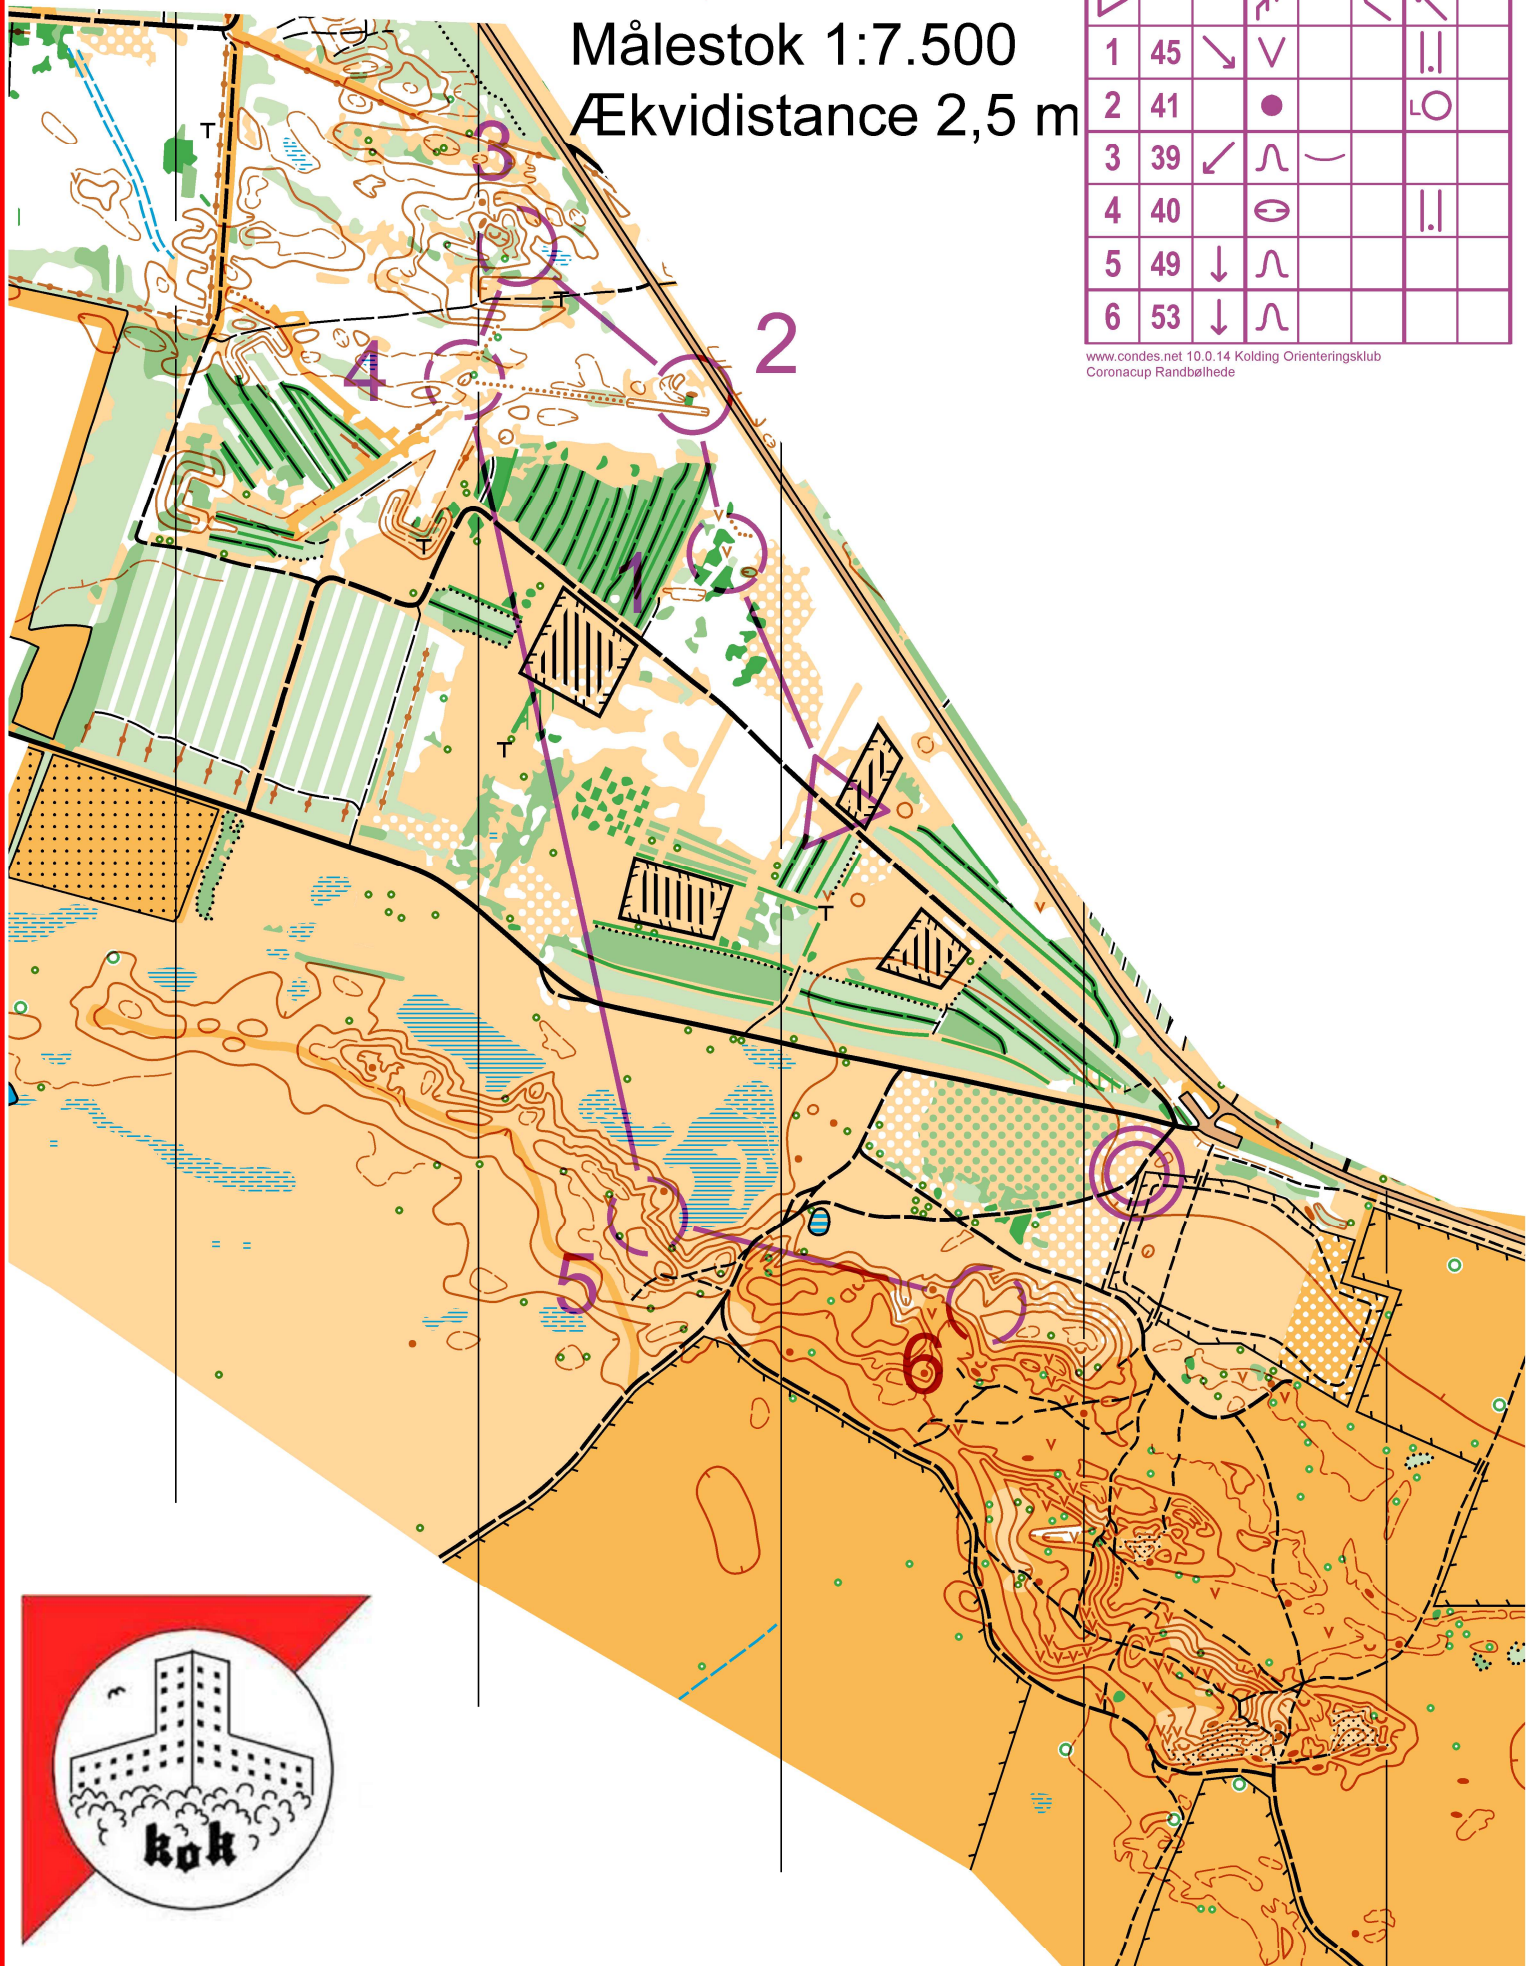 Målestok 1:7.500
Ækvidistance 2,5 m
1 45
2 41
3 39
4 40
5 49
6 53
www.condes.net 10.0.14 Kolding Orienteringsklub
Coronacup Randbølhede
3
2
4
1
5
6
kok